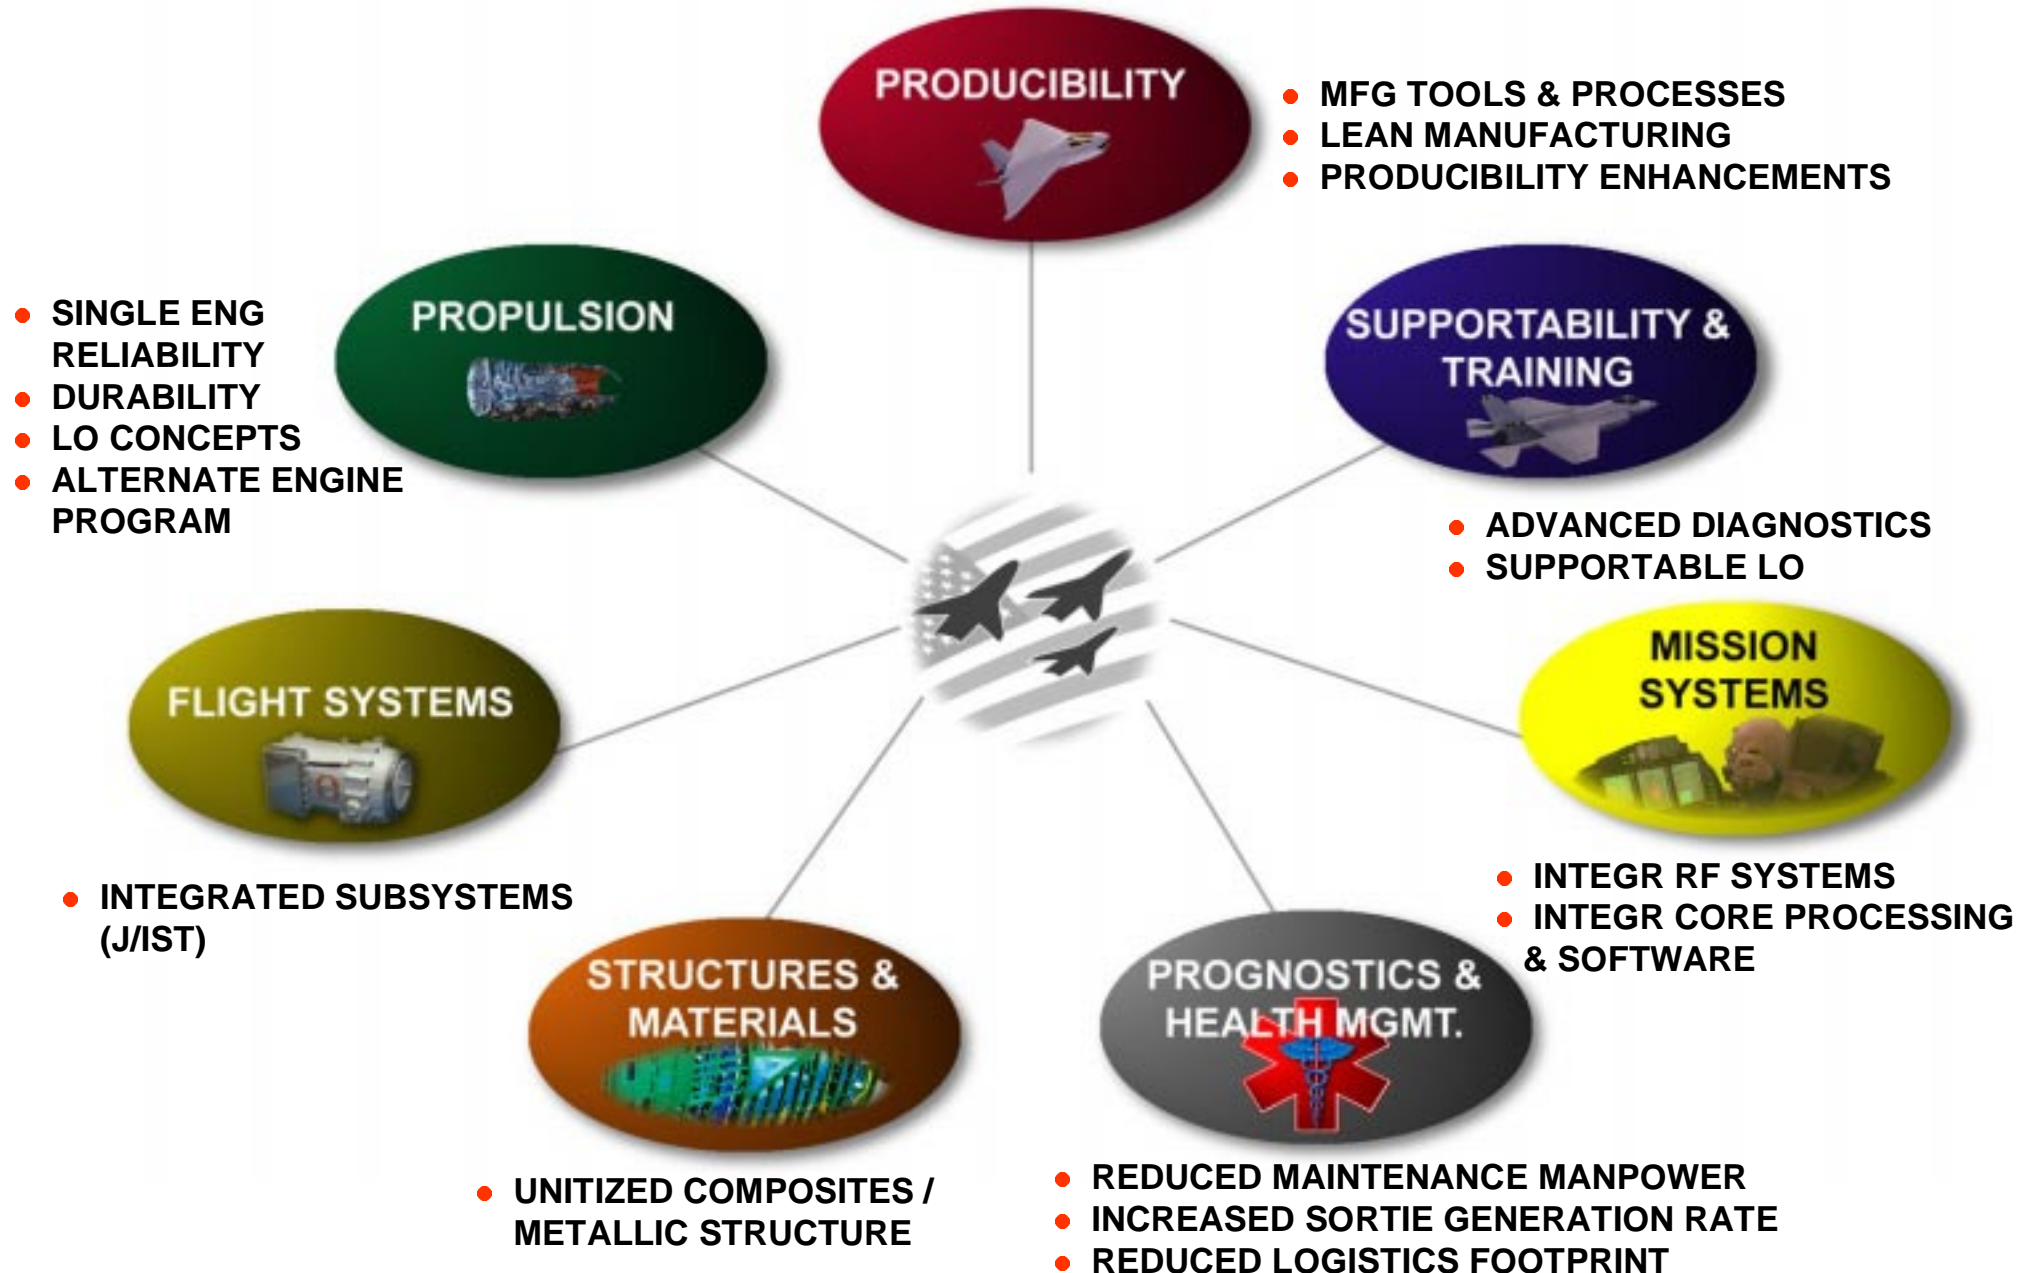 PRODUCIBILITY
● MFG TOOLS & PROCESSES
● LEAN MANUFACTURING
● PRODUCIBILITY ENHANCEMENTS
PROPULSION
● SINGLE ENG
RELIABILITY
● DURABILITY
● LO CONCEPTS
● ALTERNATE ENGINE
PROGRAM
SUPPORTABILITY &
TRAINING
● ADVANCED DIAGNOSTICS
● SUPPORTABLE LO
FLIGHT SYSTEMS
● INTEGRATED SUBSYSTEMS
(J/IST)
MISSION
SYSTEMS
● INTEGR RF SYSTEMS
● INTEGR CORE PROCESSING
& SOFTWARE
STRUCTURES &
MATERIALS
● UNITIZED COMPOSITES /
METALLIC STRUCTURE
PROGNOSTICS &
HEALTH MGMT.
● REDUCED MAINTENANCE MANPOWER
● INCREASED SORTIE GENERATION RATE
● REDUCED LOGISTICS FOOTPRINT